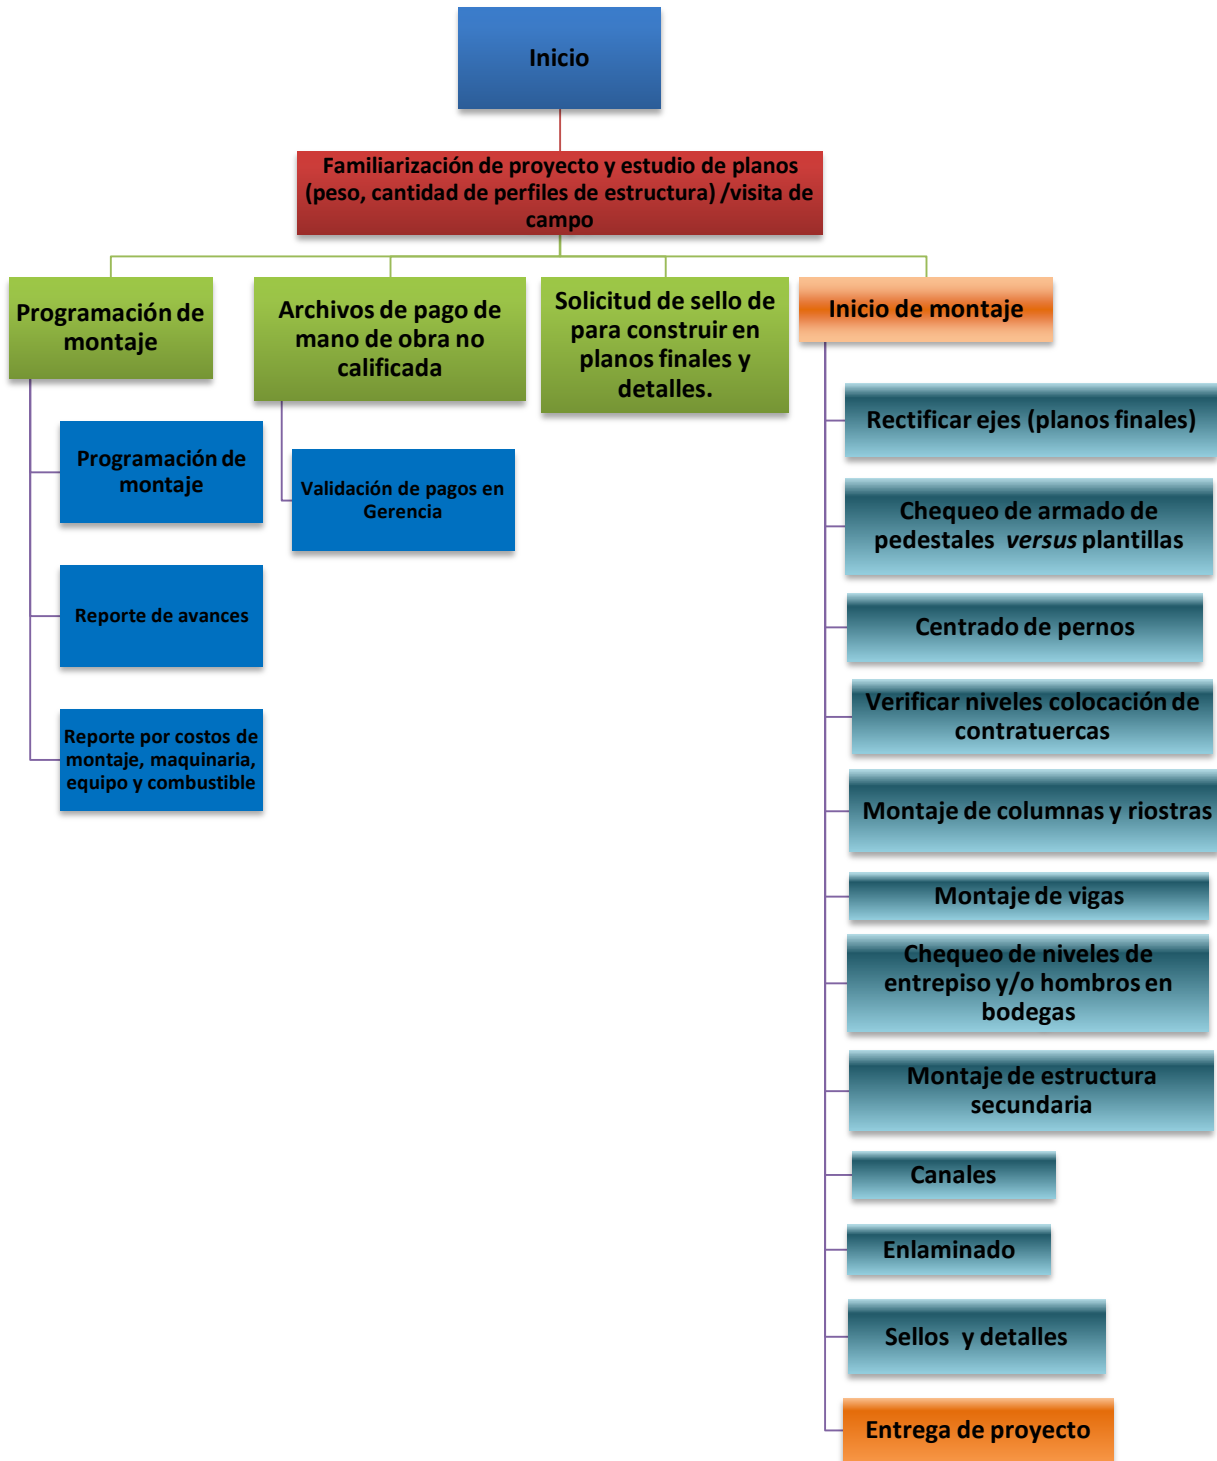 Inicio
Familiarización de proyecto y estudio de planos
(peso, cantidad de perfiles de estructura) /visita de
campo
Programación de
montaje
Archivos de pago de
mano de obra no
calificada
Solicitud de sello de
para construir en
planos finales y
detalles.
Inicio de montaje
Programación de
montaje
Reporte de avances
Reporte por costos de
montaje, maquinaria,
equipo y combustible
Validación de pagos en
Gerencia
Rectificar ejes (planos finales)
Chequeo de armado de
pedestales versus plantillas
Centrado de pernos
Verificar niveles colocación de
contratuercas
Montaje de columnas y riostras
Montaje de vigas
Chequeo de niveles de
entrepiso y/o hombros en
bodegas
Montaje de estructura
secundaria
Canales
Enlaminado
Sellos y detalles
Entrega de proyecto